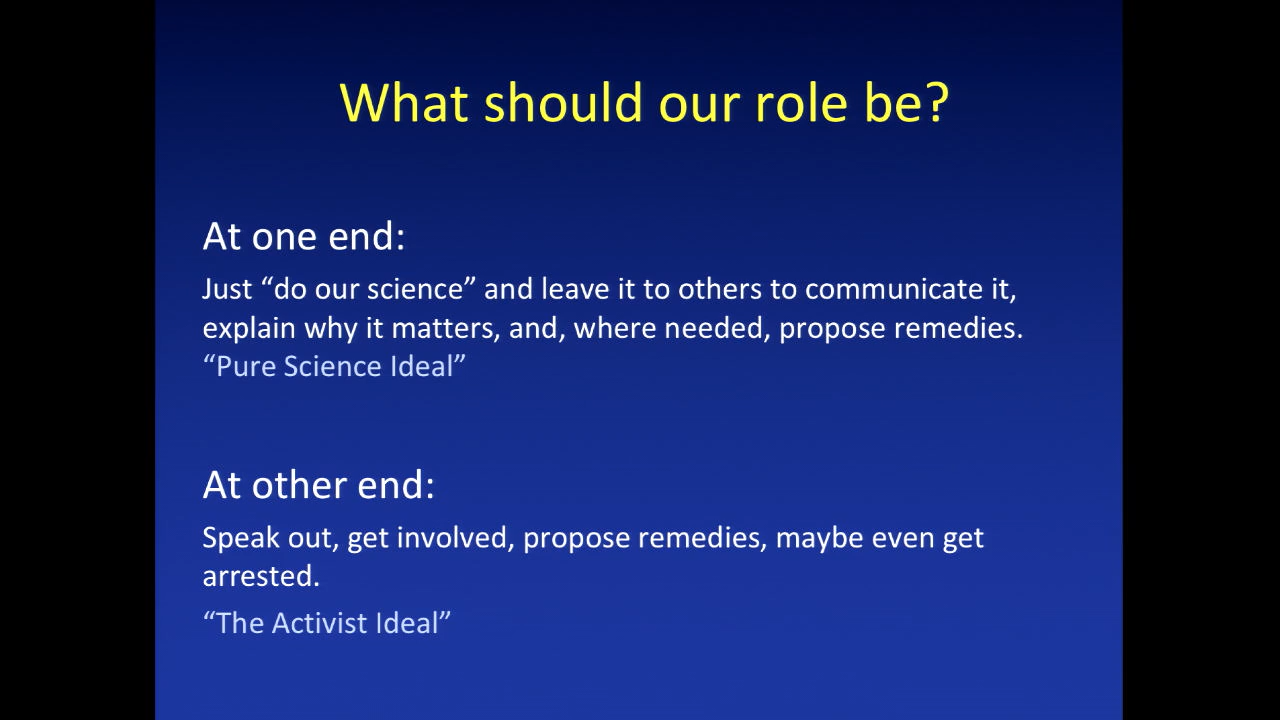 What should our role be?
At one end:
Just “do our science” and leave it to others to communicate it,
explain why it matters, and, where needed, propose remedies.
“Pure Science Ideal”
At other end:
Speak out, get involved, propose remedies, maybe even get
arrested.
“The Activist Ideal”